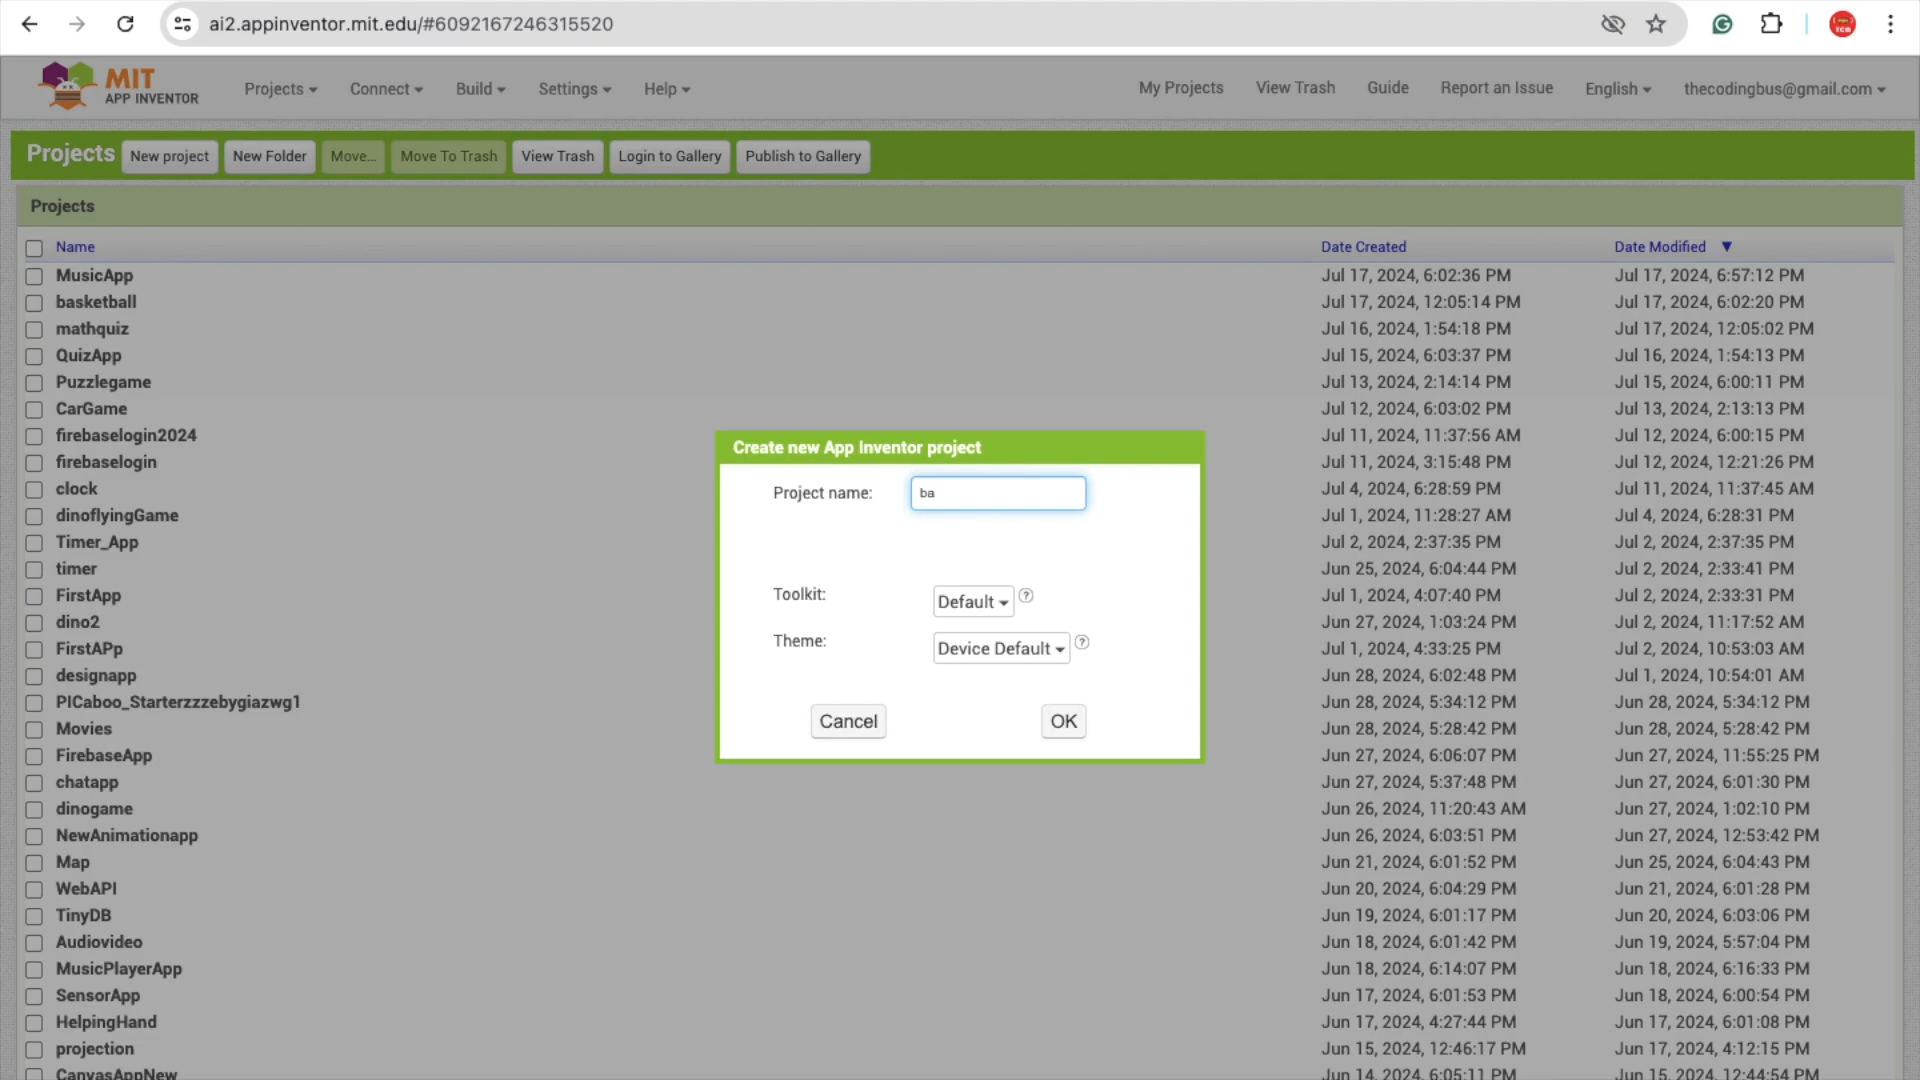 ai2.appinventor.mit.edu/#6092167246315520
MIT
APP INVENTOR
Projects Connect Build Settings Help My Projects View Trash Guide Report an Issue English thecodingbus@gmail.com
Projects New project New Folder Move... Move To Trash View Trash Login to Gallery Publish to Gallery
Projects
Name Date Created Date Modified
MusicApp Jul 17, 2024, 6:02:36 PM Jul 17, 2024, 6:57:12 PM
basketball Jul 17, 2024, 12:05:14 PM Jul 17, 2024, 6:02:20 PM
mathquiz Jul 16, 2024, 1:54:18 PM Jul 17, 2024, 12:05:02 PM
QuizApp Jul 15, 2024, 6:03:37 PM Jul 16, 2024, 1:54:13 PM
Puzzlegame Jul 13, 2024, 2:14:14 PM Jul 15, 2024, 6:00:11 PM
CarGame Jul 12, 2024, 6:03:02 PM Jul 13, 2024, 2:13:13 PM
firebaselogin2024 Jul 11, 2024, 11:37:56 AM Jul 12, 2024, 6:00:15 PM
firebaselogin Jul 11, 2024, 3:15:48 PM Jul 12, 2024, 12:21:26 PM
clock Jul 4, 2024, 6:28:59 PM Jul 11, 2024, 11:37:45 AM
dinoflyingGame Jul 1, 2024, 11:28:27 AM Jul 4, 2024, 6:28:31 PM
Timer_App Jul 2, 2024, 2:37:35 PM Jul 2, 2024, 2:37:35 PM
timer Jun 25, 2024, 6:04:44 PM Jul 2, 2024, 2:33:41 PM
FirstApp Jul 1, 2024, 4:07:40 PM Jul 2, 2024, 2:33:31 PM
dino2 Jun 27, 2024, 1:03:24 PM Jul 2, 2024, 11:17:52 AM
FirstAPp Jul 1, 2024, 4:33:25 PM Jul 2, 2024, 10:53:03 AM
designapp Jun 28, 2024, 6:02:48 PM Jul 1, 2024, 10:54:01 AM
PICaboo_Starterzzzebygiazwg1 Jun 28, 2024, 5:34:12 PM Jun 28, 2024, 5:34:12 PM
Movies Jun 28, 2024, 5:28:42 PM Jun 28, 2024, 5:28:42 PM
FirebaseApp Jun 27, 2024, 6:06:07 PM Jun 27, 2024, 11:55:25 PM
chatapp Jun 27, 2024, 5:37:48 PM Jun 27, 2024, 6:01:30 PM
dinogame Jun 26, 2024, 11:20:43 AM Jun 27, 2024, 1:02:10 PM
NewAnimationapp Jun 26, 2024, 6:03:51 PM Jun 27, 2024, 12:53:42 PM
Map Jun 21, 2024, 6:01:52 PM Jun 25, 2024, 6:04:43 PM
WebAPI Jun 20, 2024, 6:04:29 PM Jun 21, 2024, 6:01:28 PM
TinyDB Jun 19, 2024, 6:01:17 PM Jun 20, 2024, 6:03:06 PM
Audiovideo Jun 18, 2024, 6:01:42 PM Jun 19, 2024, 5:57:04 PM
MusicPlayerApp Jun 18, 2024, 6:14:07 PM Jun 18, 2024, 6:16:33 PM
SensorApp Jun 17, 2024, 6:01:53 PM Jun 18, 2024, 6:00:54 PM
HelpingHand Jun 17, 2024, 4:27:44 PM Jun 17, 2024, 6:01:08 PM
projection Jun 15, 2024, 12:46:17 PM Jun 17, 2024, 4:12:15 PM
CanvasAppNew Jun 14, 2024, 6:05:11 PM Jun 15, 2024, 12:44:54 PM
Create new App Inventor project
Project name: ba
Toolkit: Default ?
Theme: Device Default ?
Cancel OK